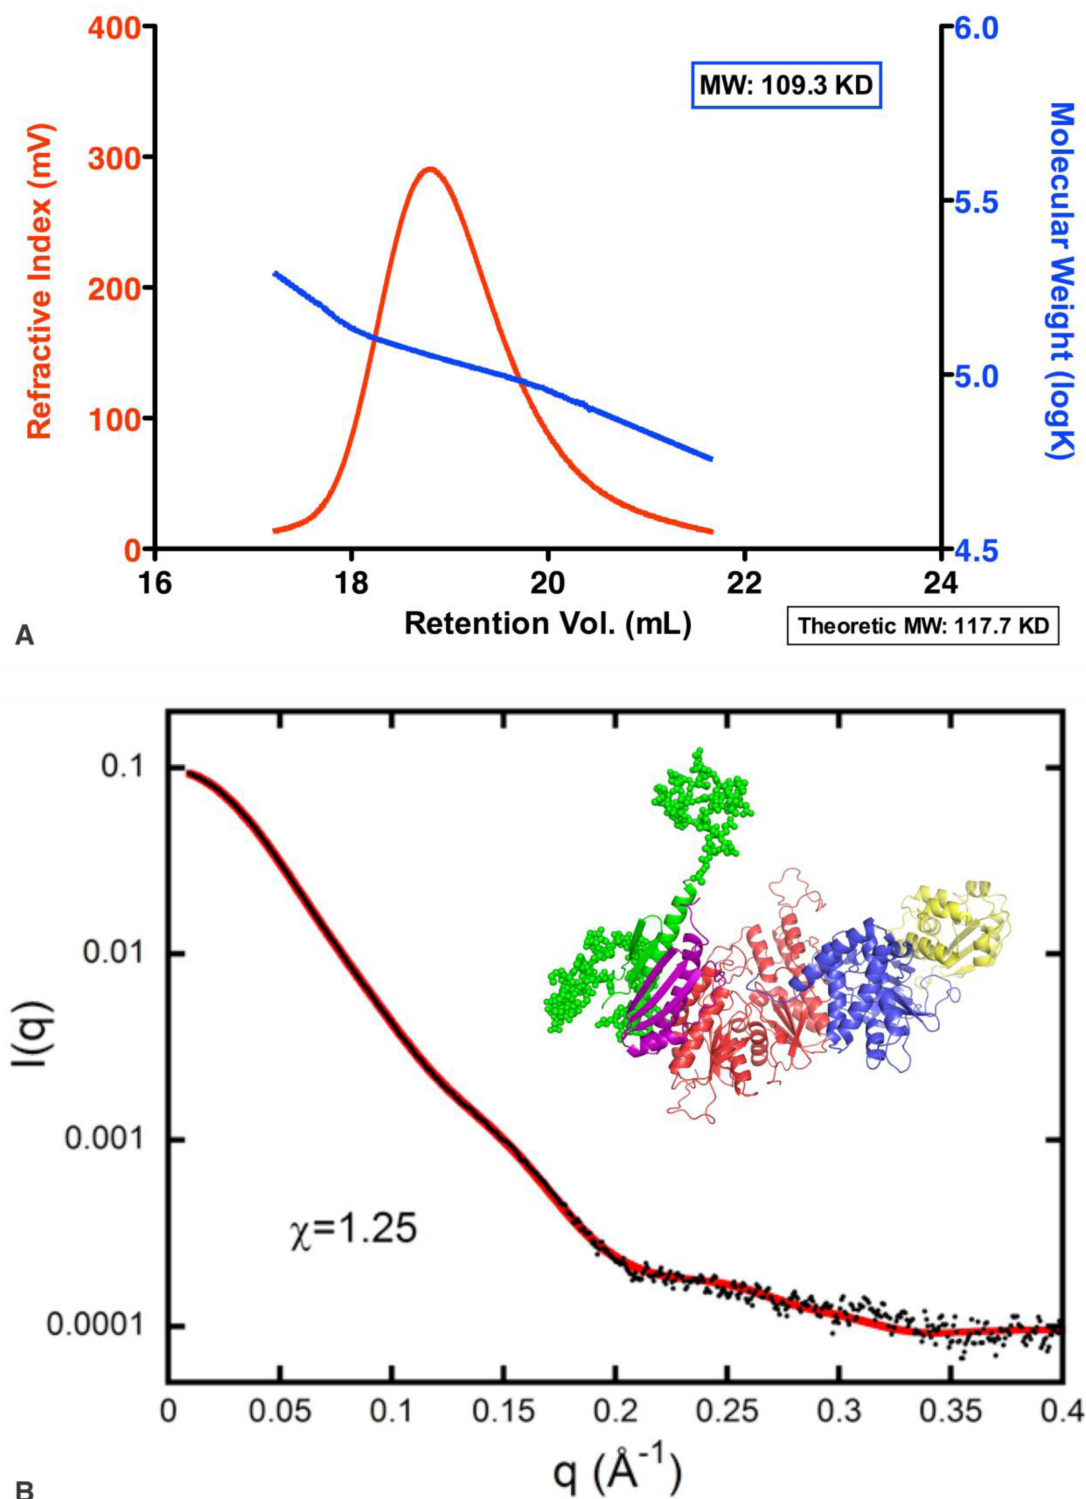 400
300
200
100
0
Refractive Index (mV)
MW: 109.3 KD
6.0
5.5
5.0
4.5
Molecular Weight (logK)
16 18 20 22 24
Retention Vol. (mL)
Theoretic MW: 117.7 KD
A
0.1
0.01
0.001
0.0001
I(q)
χ=1.25
0 0.05 0.1 0.15 0.2 0.25 0.3 0.35 0.4
q (Å⁻¹)
B